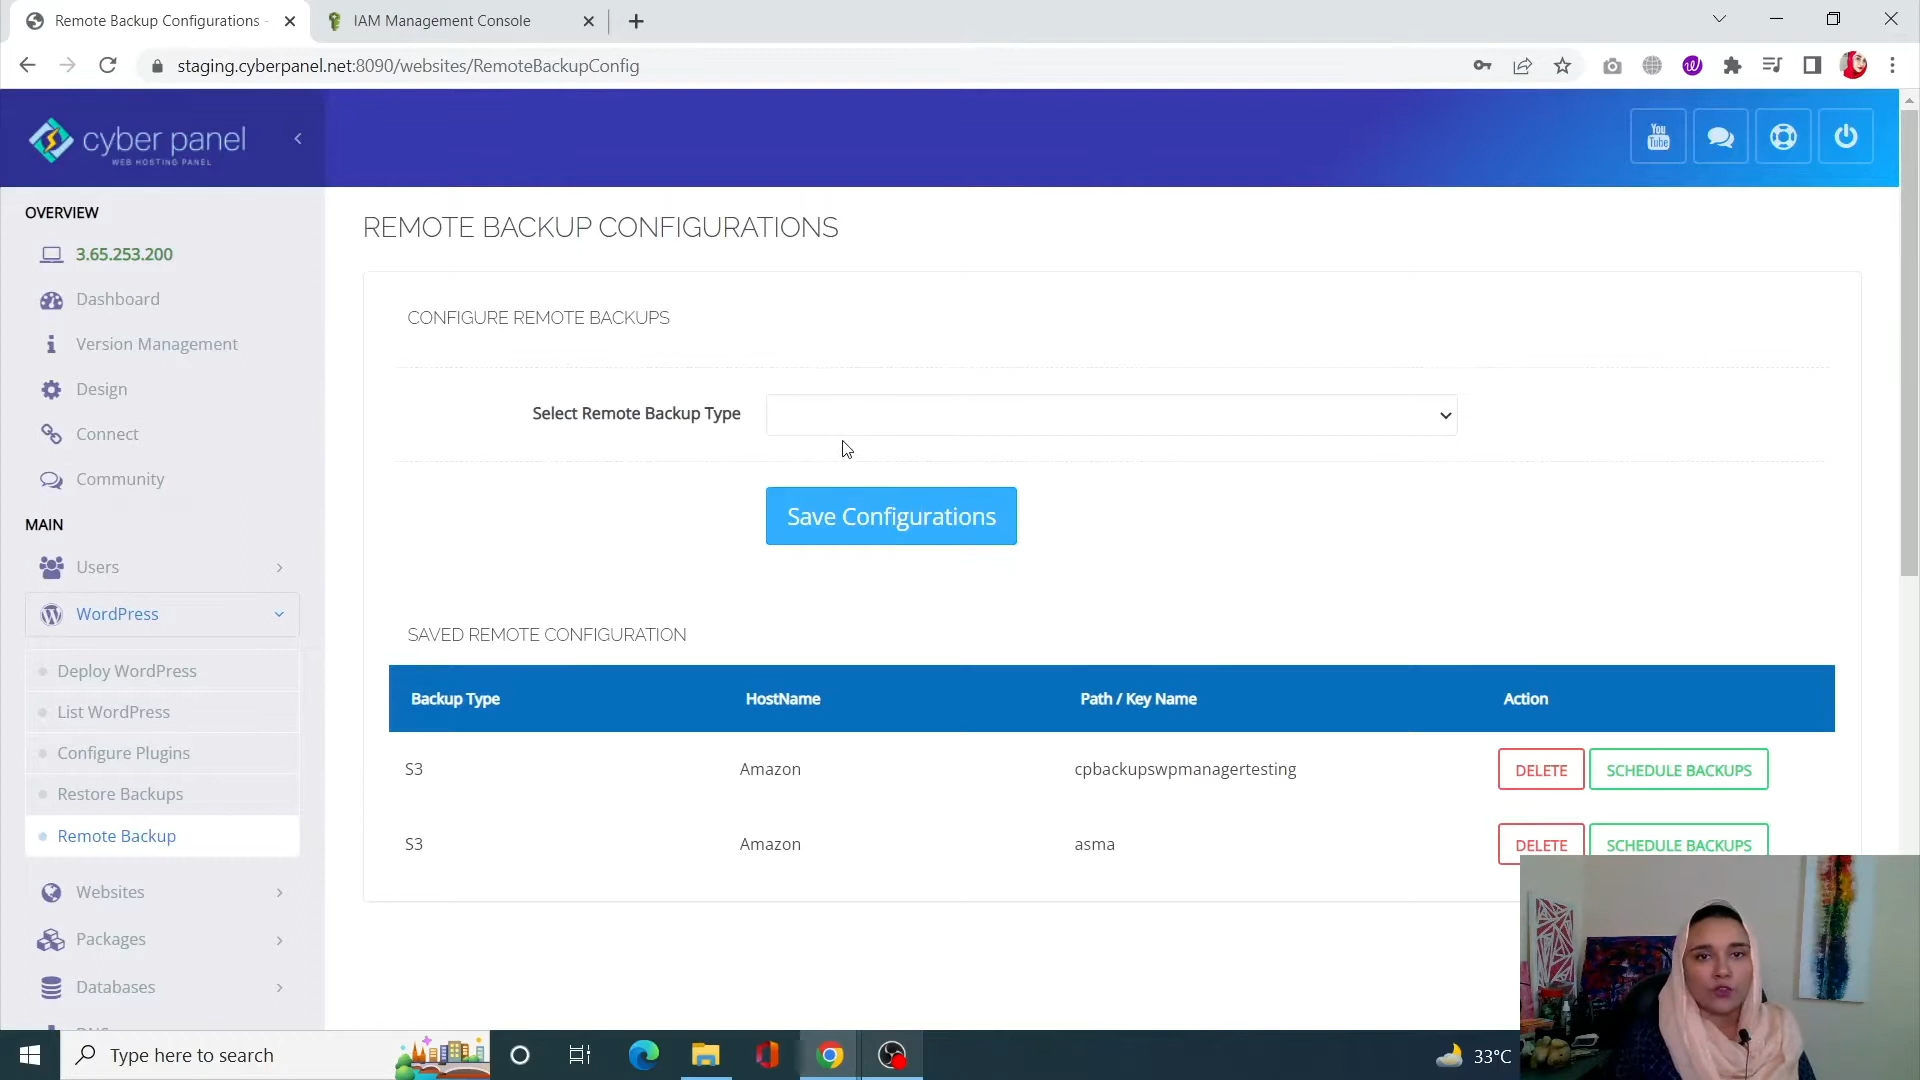 Remote Backup Configurations -
IAM Management Console
staging.cyberpanel.net:8090/websites/RemoteBackupConfig
cyber panel
WEB HOSTING PANEL
You
Tube
OVERVIEW
3.65.253.200
Dashboard
Version Management
Design
Connect
Community
MAIN
Users
WordPress
Deploy WordPress
List WordPress
Configure Plugins
Restore Backups
Remote Backup
Websites
Packages
Databases
REMOTE BACKUP CONFIGURATIONS
CONFIGURE REMOTE BACKUPS
Select Remote Backup Type
Save Configurations
SAVED REMOTE CONFIGURATION
Backup Type HostName Path / Key Name Action
S3 Amazon cpbackupswpmanagertesting DELETE SCHEDULE BACKUPS
S3 Amazon asma DELETE SCHEDULE BACKUPS
Type here to search
33°C